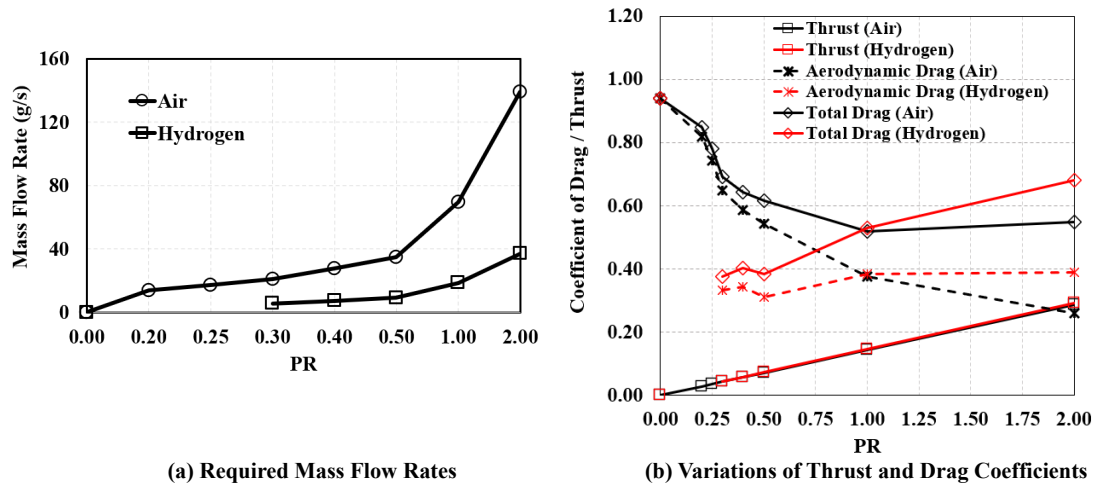 160
120
80
40
0
Mass Flow Rate (g/s)
Air
Hydrogen
0.00 0.20 0.25 0.30 0.40 0.50 1.00 2.00
PR
(a) Required Mass Flow Rates
1.20
1.00
0.80
0.60
0.40
0.20
0.00
Coefficient of Drag / Thrust
Thrust (Air)
Thrust (Hydrogen)
Aerodynamic Drag (Air)
Aerodynamic Drag (Hydrogen)
Total Drag (Air)
Total Drag (Hydrogen)
0.00 0.25 0.50 0.75 1.00 1.25 1.50 1.75 2.00
PR
(b) Variations of Thrust and Drag Coefficients